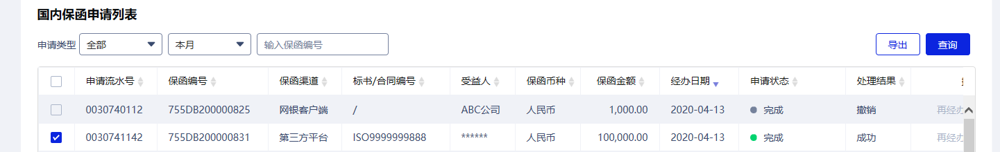 国内保函申请列表
申请类型 全部 本月 输入保函编号 导出 查询
申请流水号 保函编号 保函渠道 标书/合同编号 受益人 保函币种 保函金额 经办日期 申请状态 处理结果
0030740112 755DB200000825 网银客户端 / ABC公司 人民币 1,000.00 2020-04-13 完成 撤销 再经办
0030741142 755DB200000831 第三方平台 ISO9999999888 ****** 人民币 100,000.00 2020-04-13 完成 成功 再经办